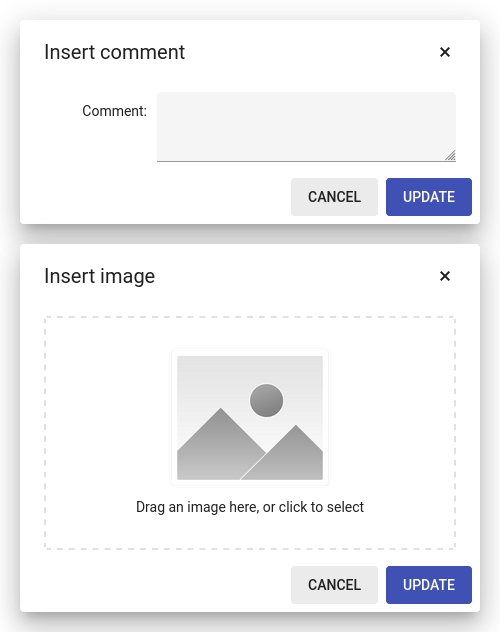 Insert comment
Comment:
CANCEL UPDATE
Insert image
Drag an image here, or click to select
CANCEL UPDATE